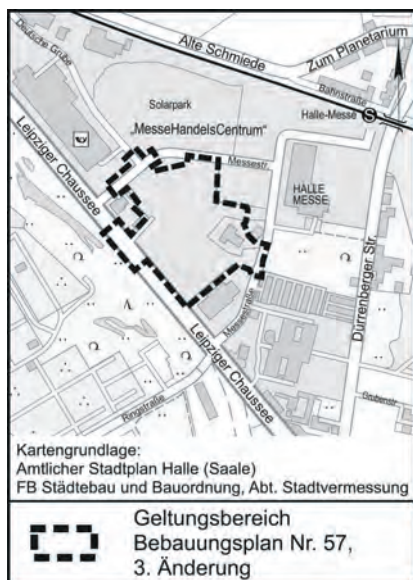 Deutsche Grube
Alte Schmiede
Zum Planetarium
Bahnstraße
Halle-Messe
S
Solarpark
„MesseHandelsCentrum“
Messestr.
HALLE
MESSE
Leipziger Chaussee
Dürrenberger Str.
Messestraße
Leipziger Chaussee
Ringstraße
Grubenstr.
Kartengrundlage:
Amtlicher Stadtplan Halle (Saale)
FB Städtebau und Bauordnung, Abt. Stadtvermessung
Geltungsbereich
Bebauungsplan Nr. 57,
3. Änderung